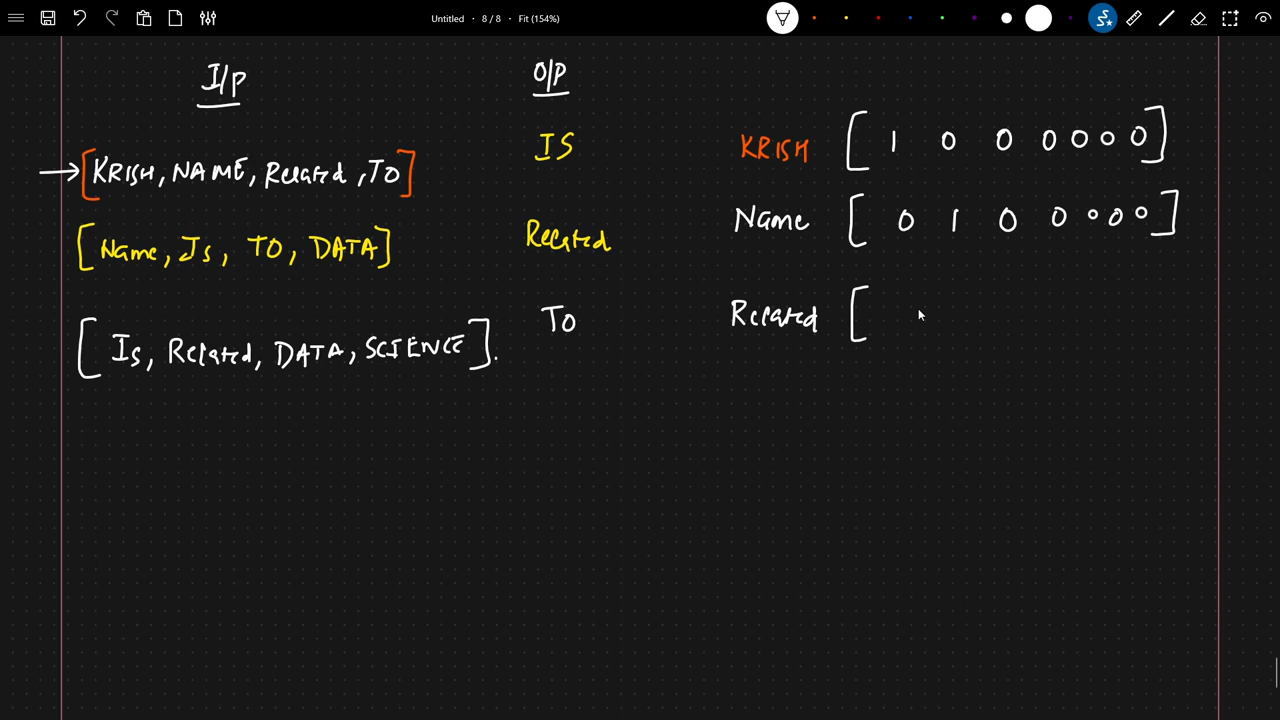 Untitled • 8 / 8 • Fit (154%)
I/P O/P
[KRISH, NAME, Related, TO] IS
[Name, Is, TO, DATA] Related
[Is, Related, DATA, SCIENCE]. To
KRISH [1 0 0 0 0 0 0]
Name [0 1 0 0 0 0 0]
Related [